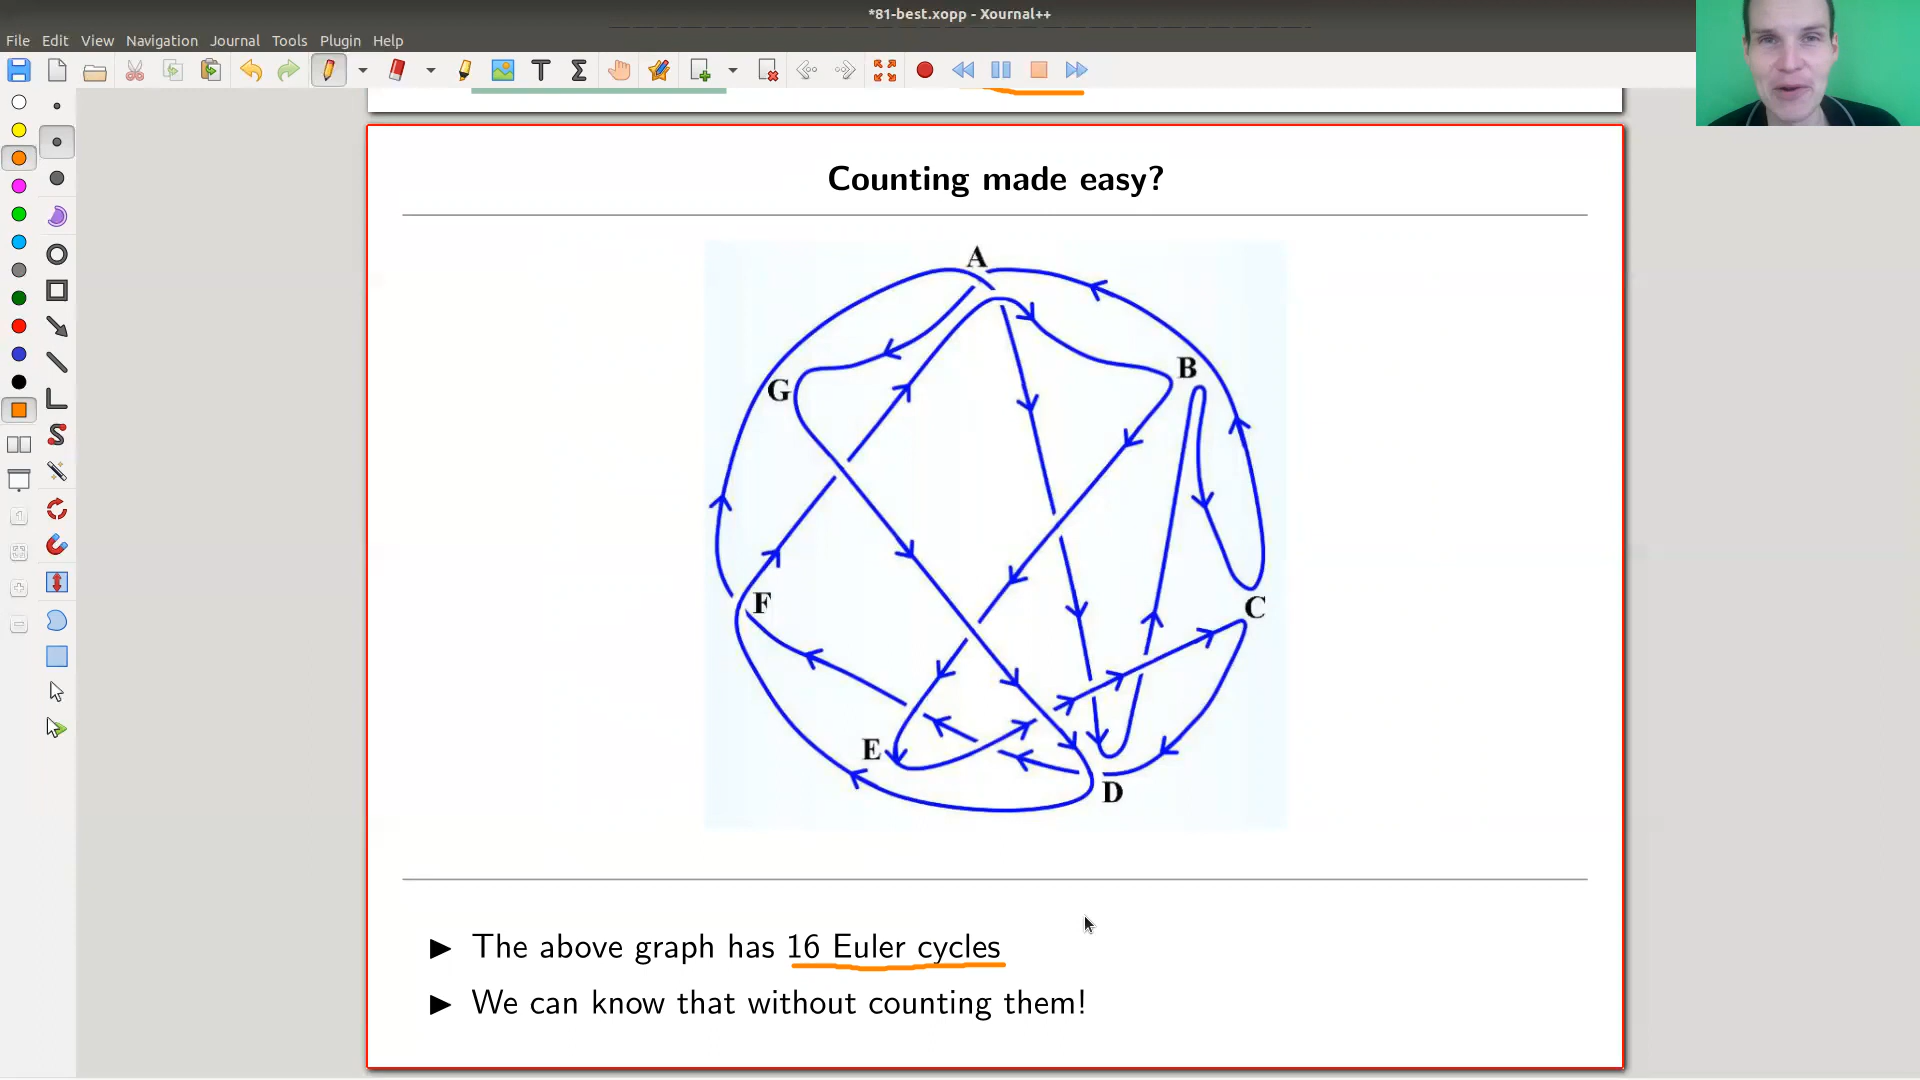 *81-best.xopp - Xournal++
File Edit View Navigation Journal Tools Plugin Help
Counting made easy?
A
B
G
F
C
E
D
▶ The above graph has 16 Euler cycles
▶ We can know that without counting them!